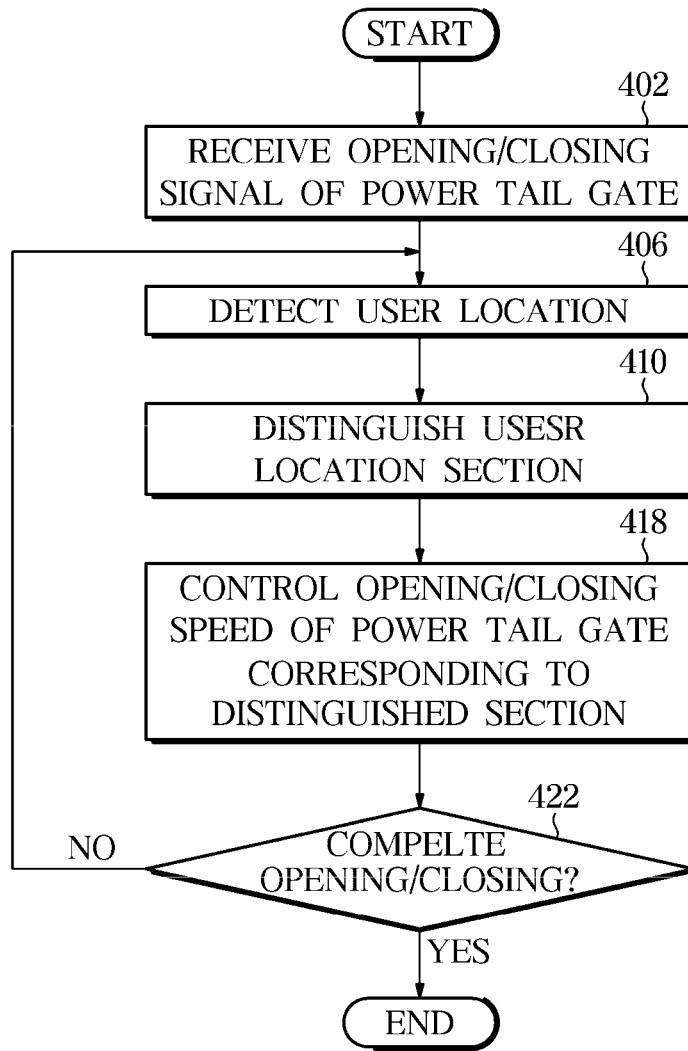 START
402
RECEIVE OPENING/CLOSING
SIGNAL OF POWER TAIL GATE
406
DETECT USER LOCATION
410
DISTINGUISH USESR
LOCATION SECTION
418
CONTROL OPENING/CLOSING
SPEED OF POWER TAIL GATE
CORRESPONDING TO
DISTINGUISHED SECTION
422
NO
COMPELTE
OPENING/CLOSING?
YES
END